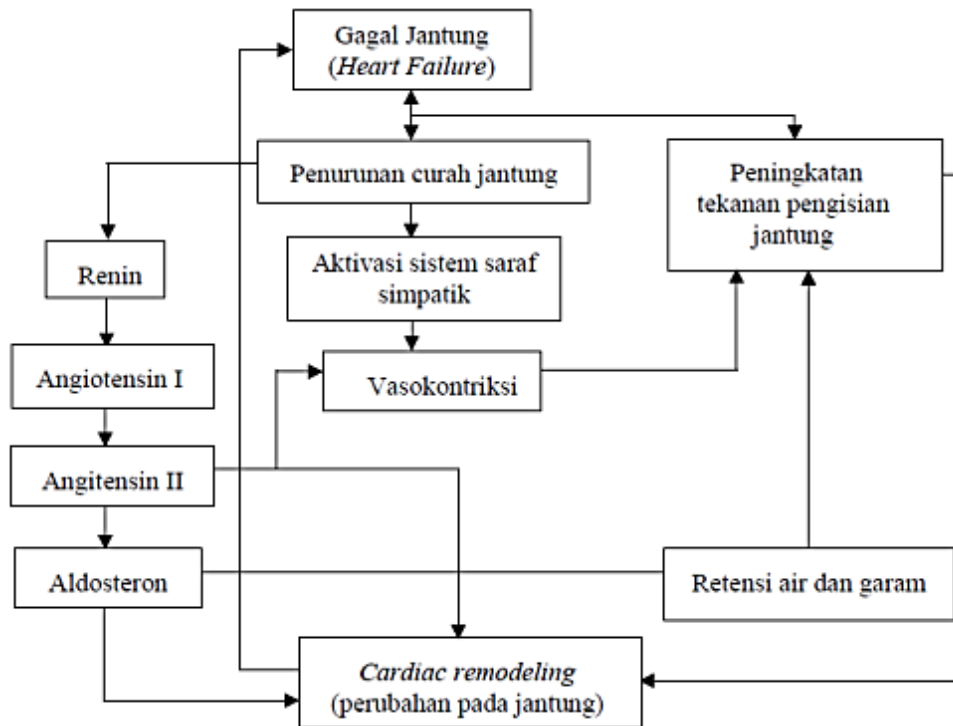 Gagal Jantung
(Heart Failure)
Penurunan curah jantung
Peningkatan
tekanan pengisian
jantung
Renin
Aktivasi sistem saraf
simpatik
Angiotensin I
Vasokontriksi
Angitensin II
Aldosteron
Retensi air dan garam
Cardiac remodeling
(perubahan pada jantung)